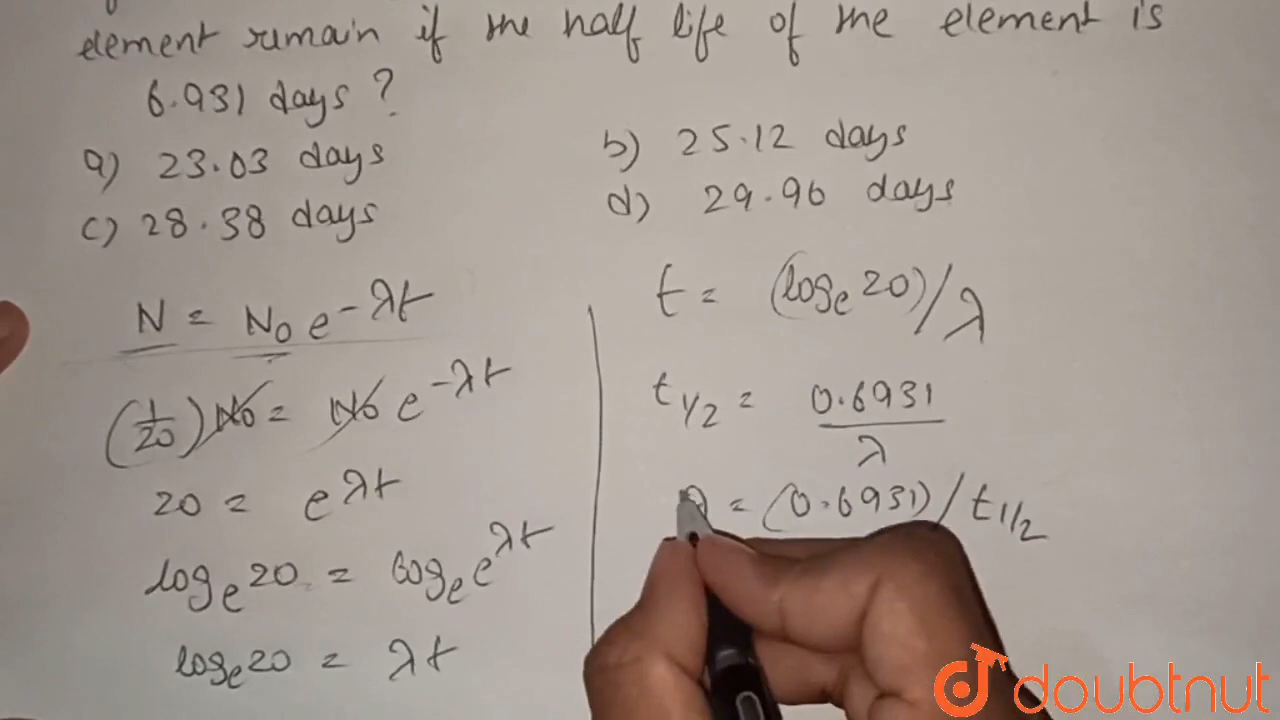 element remain if the half life of the element is
6.931 days ?
a) 23.03 days b) 25.12 days
c) 28.38 days d) 29.96 days
N = N₀ e^-λt
(1/20) N₀ = N₀ e^-λt
20 = e^λt
logₑ 20 = logₑ e^λt
logₑ 20 = λt
t = (logₑ 20)/λ
t1/2 = 0.6931/λ
λ = (0.6931)/t1/2
doubtnut